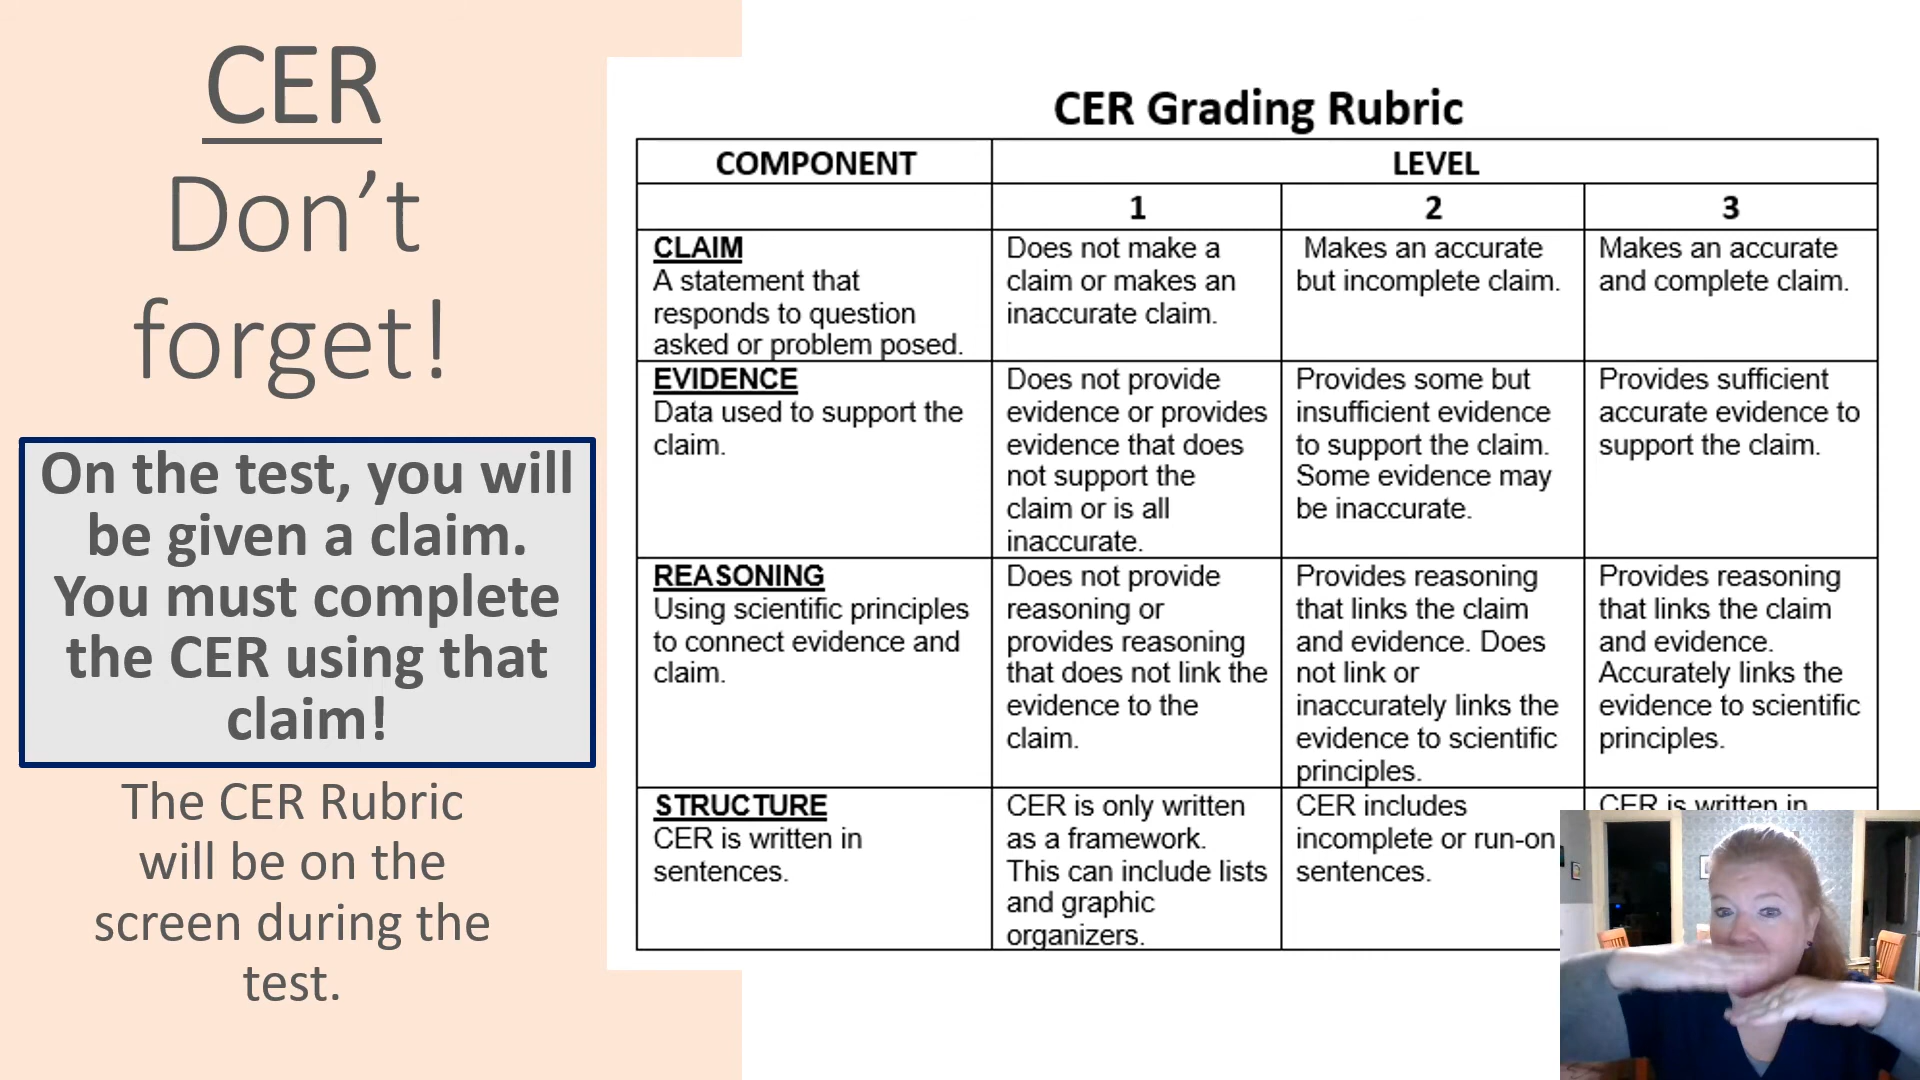 CER
Don’t
forget!
On the test, you will
be given a claim.
You must complete
the CER using that
claim!
The CER Rubric
will be on the
screen during the
test.
CER Grading Rubric
COMPONENT
LEVEL
1
2
3
CLAIM
A statement that
responds to question
asked or problem posed.
Does not make a
claim or makes an
inaccurate claim.
Makes an accurate
but incomplete claim.
Makes an accurate
and complete claim.
EVIDENCE
Data used to support the
claim.
Does not provide
evidence or provides
evidence that does
not support the
claim or is all
inaccurate.
Provides some but
insufficient evidence
to support the claim.
Some evidence may
be inaccurate.
Provides sufficient
accurate evidence to
support the claim.
REASONING
Using scientific principles
to connect evidence and
claim.
Does not provide
reasoning or
provides reasoning
that does not link the
evidence to the
claim.
Provides reasoning
that links the claim
and evidence. Does
not link or
inaccurately links the
evidence to scientific
principles.
Provides reasoning
that links the claim
and evidence.
Accurately links the
evidence to scientific
principles.
STRUCTURE
CER is written in
sentences.
CER is only written
as a framework.
This can include lists
and graphic
organizers.
CER includes
incomplete or run-on
sentences.
CER is written in